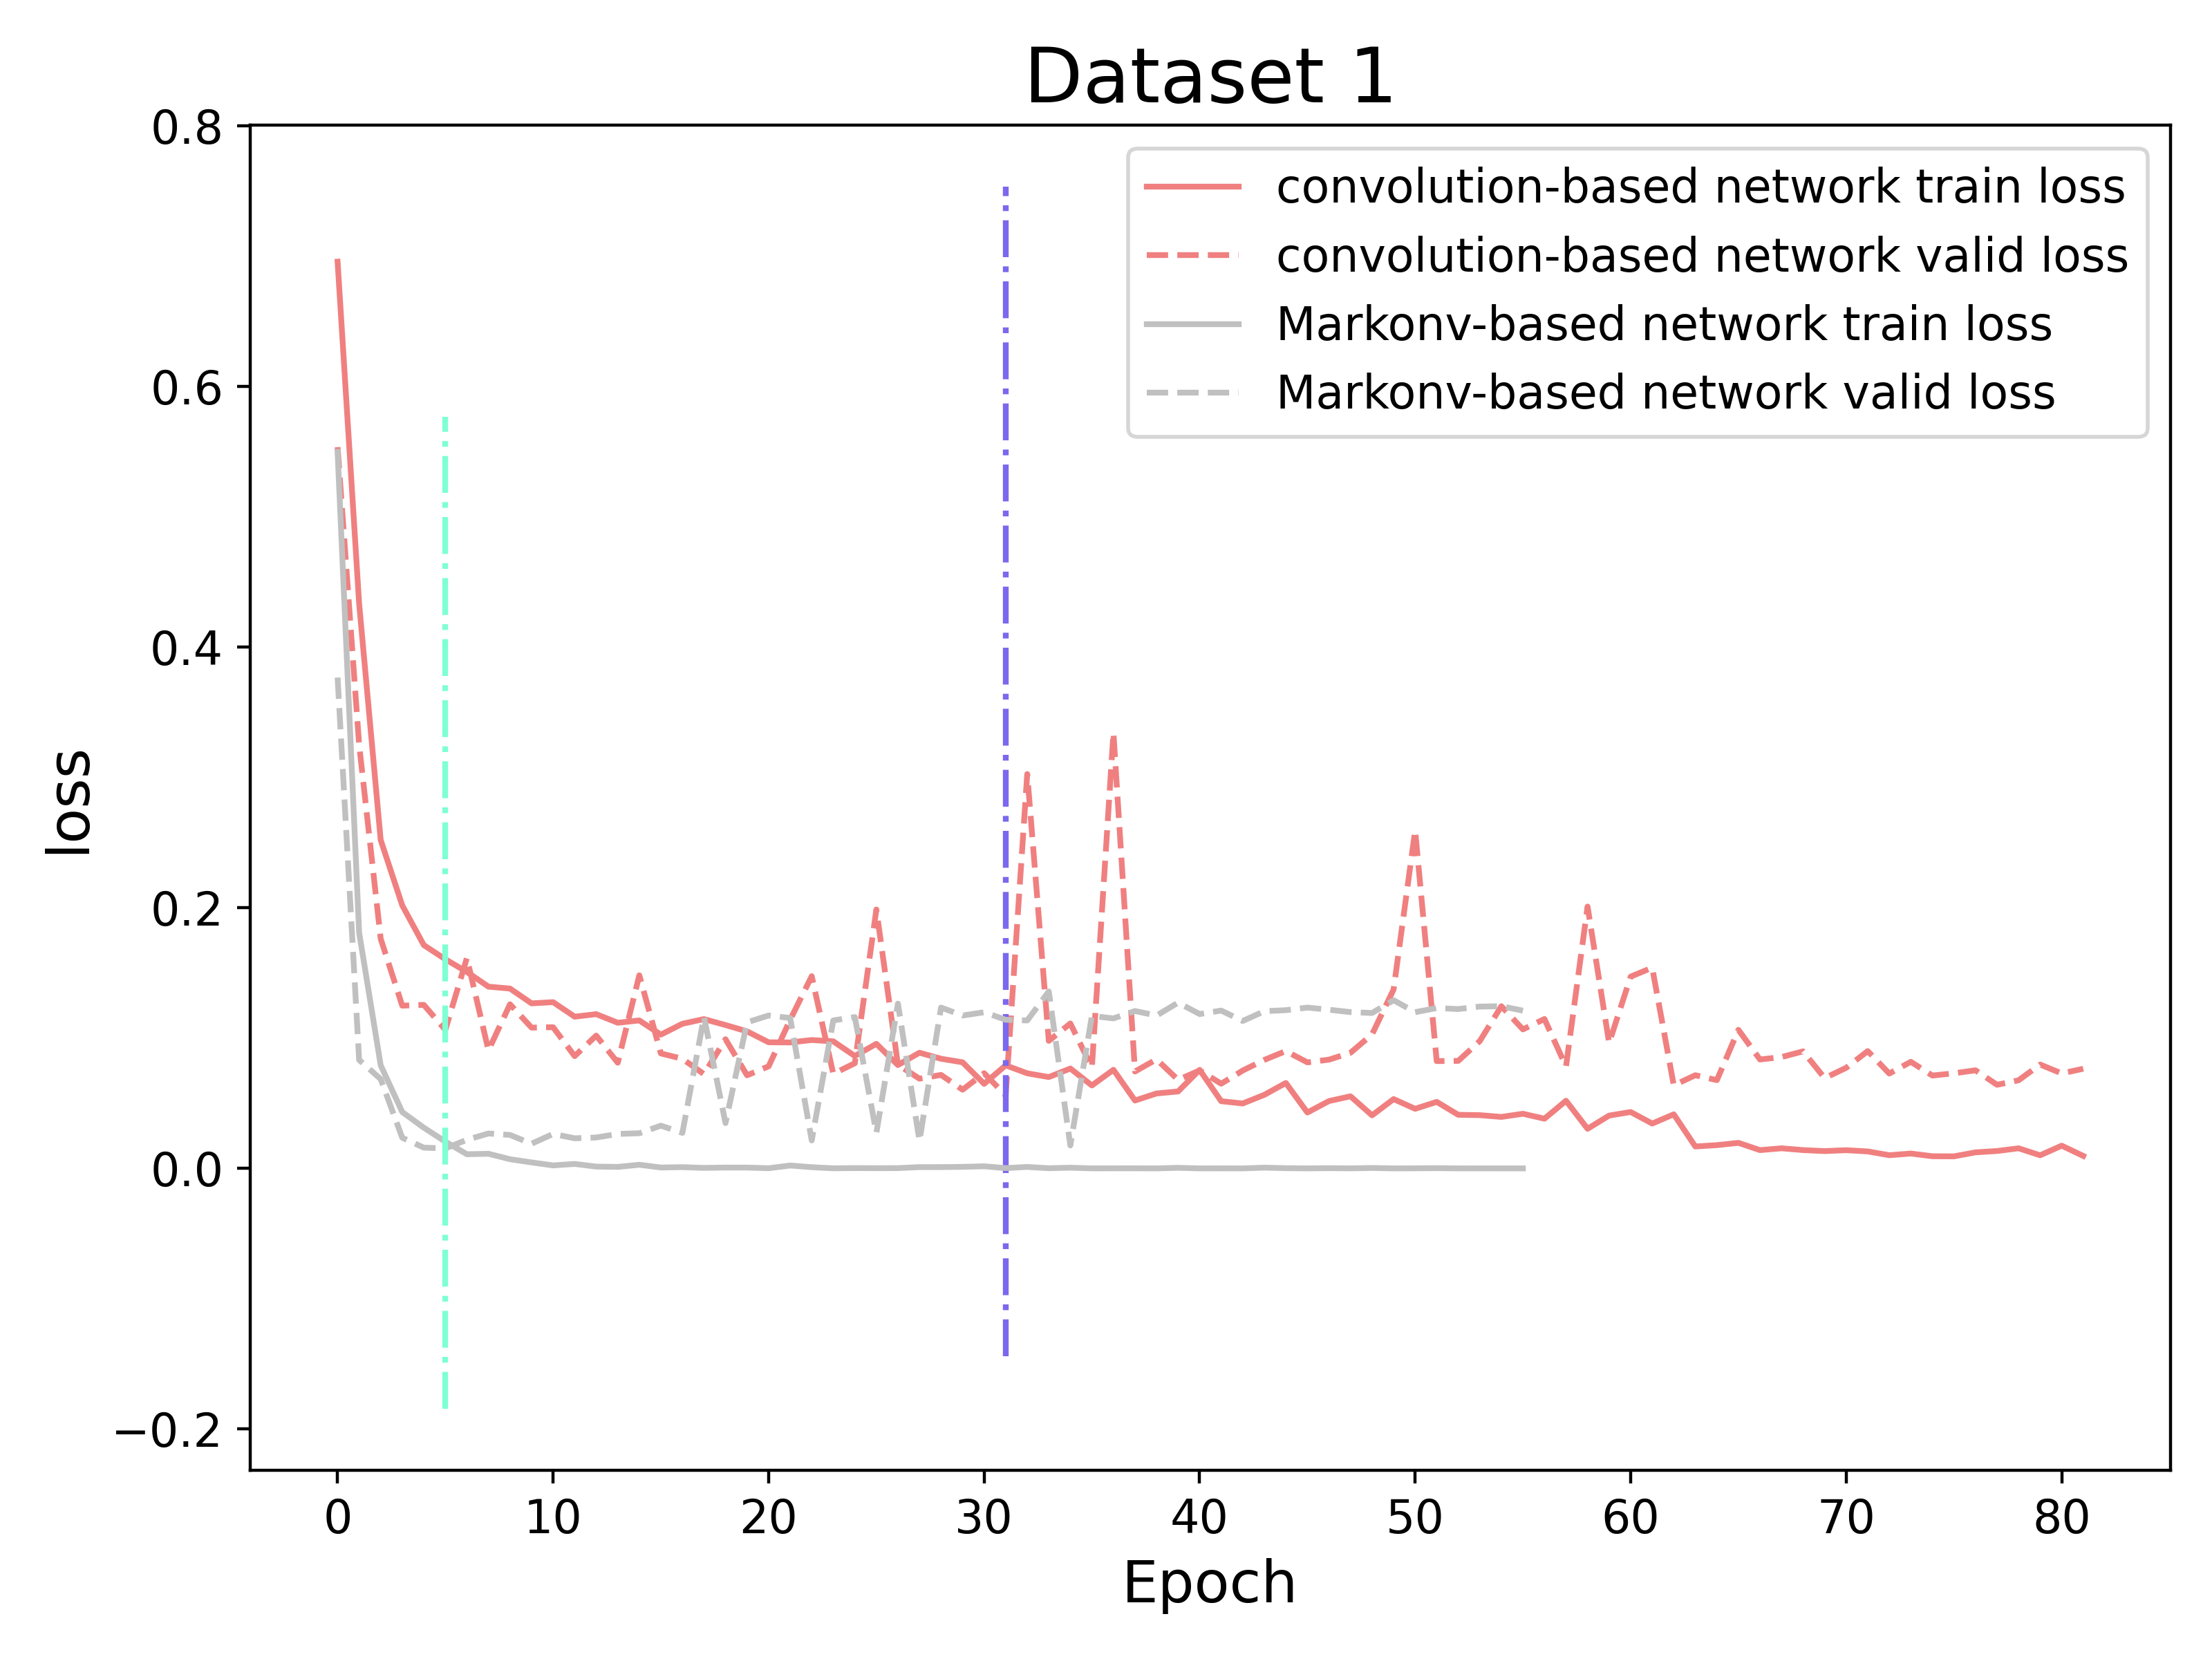 Dataset 1
0.8
0.6
0.4
0.2
0.0
−0.2
loss
convolution-based network train loss
convolution-based network valid loss
Markonv-based network train loss
Markonv-based network valid loss
0 10 20 30 40 50 60 70 80
Epoch